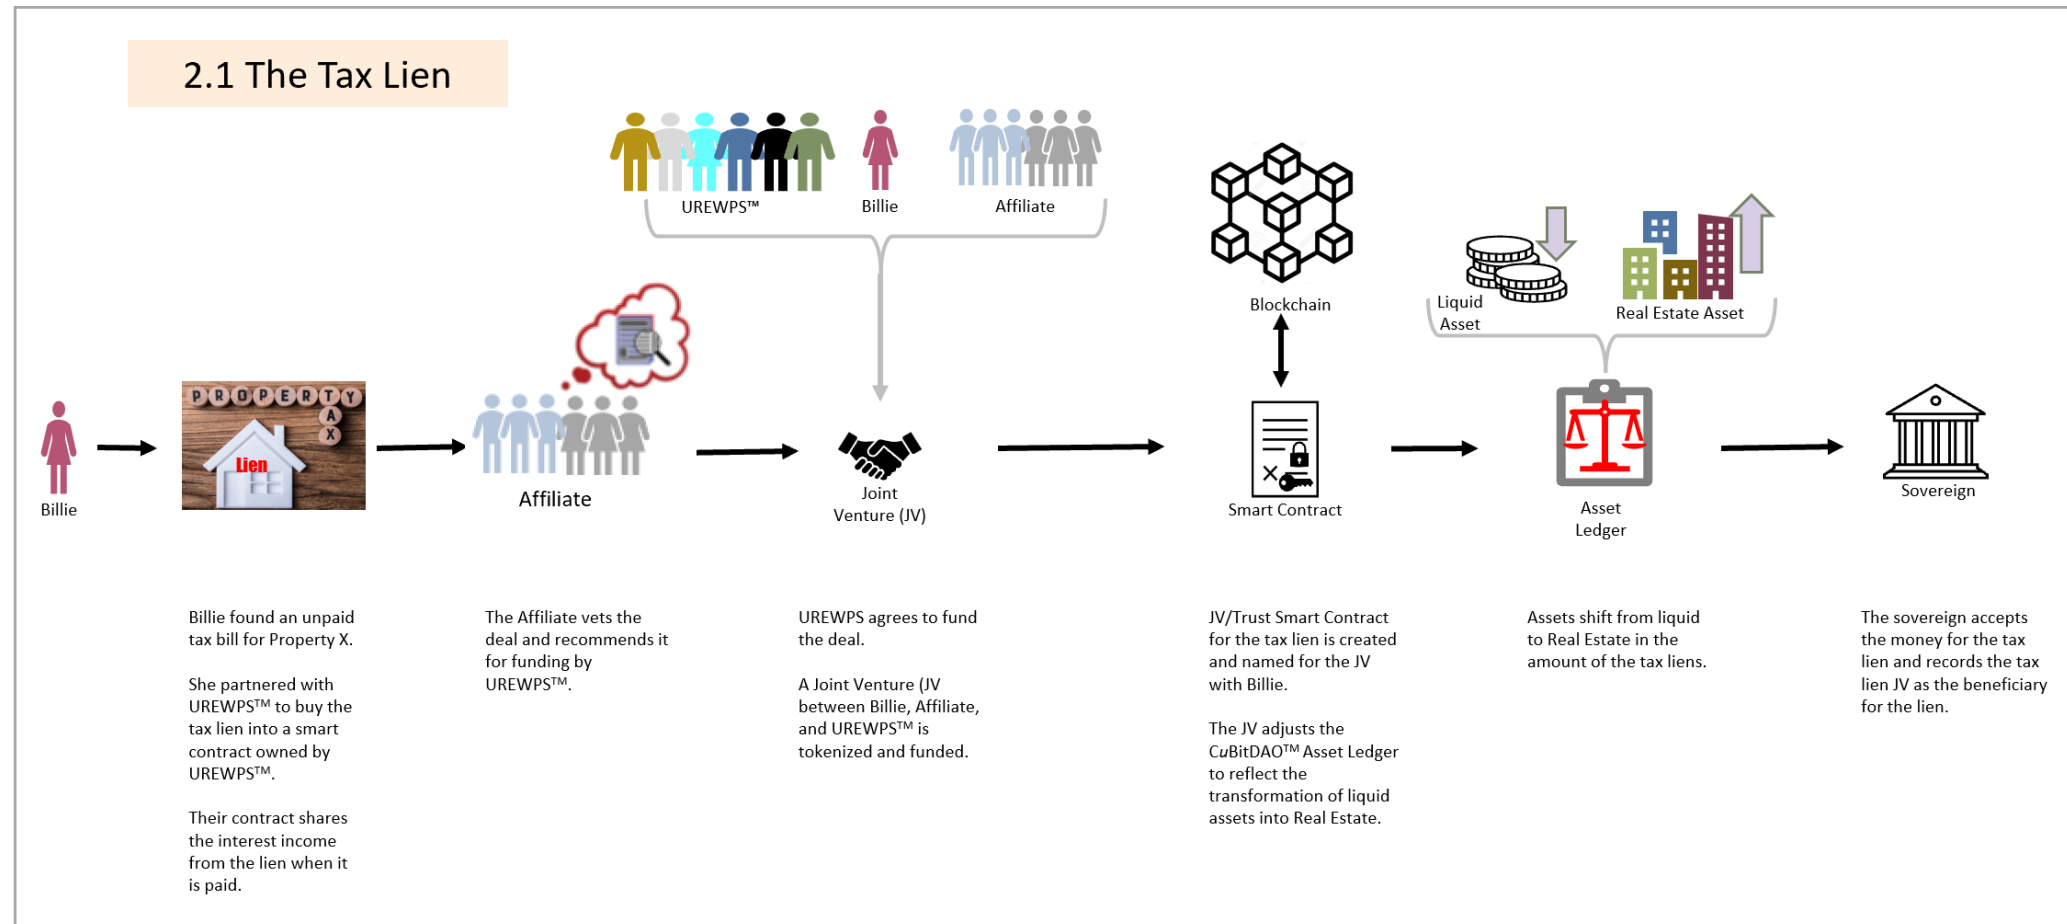 2.1 The Tax Lien
UREWPS™
Billie
Affiliate
Blockchain
Liquid
Asset
Real Estate Asset
PROPERTY
TAX
Lien
Billie
Affiliate
Joint
Venture (JV)
Smart Contract
Asset
Ledger
Sovereign
Billie found an unpaid
tax bill for Property X.
She partnered with
UREWPS™ to buy the
tax lien into a smart
contract owned by
UREWPS™.
Their contract shares
the interest income
from the lien when it
is paid.
The Affiliate vets the
deal and recommends it
for funding by
UREWPS™.
UREWPS agrees to fund
the deal.
A Joint Venture (JV
between Billie, Affiliate,
and UREWPS™ is
tokenized and funded.
JV/Trust Smart Contract
for the tax lien is created
and named for the JV
with Billie.
The JV adjusts the
CuBitDAO™ Asset Ledger
to reflect the
transformation of liquid
assets into Real Estate.
Assets shift from liquid
to Real Estate in the
amount of the tax liens.
The sovereign accepts
the money for the tax
lien and records the tax
lien JV as the beneficiary
for the lien.